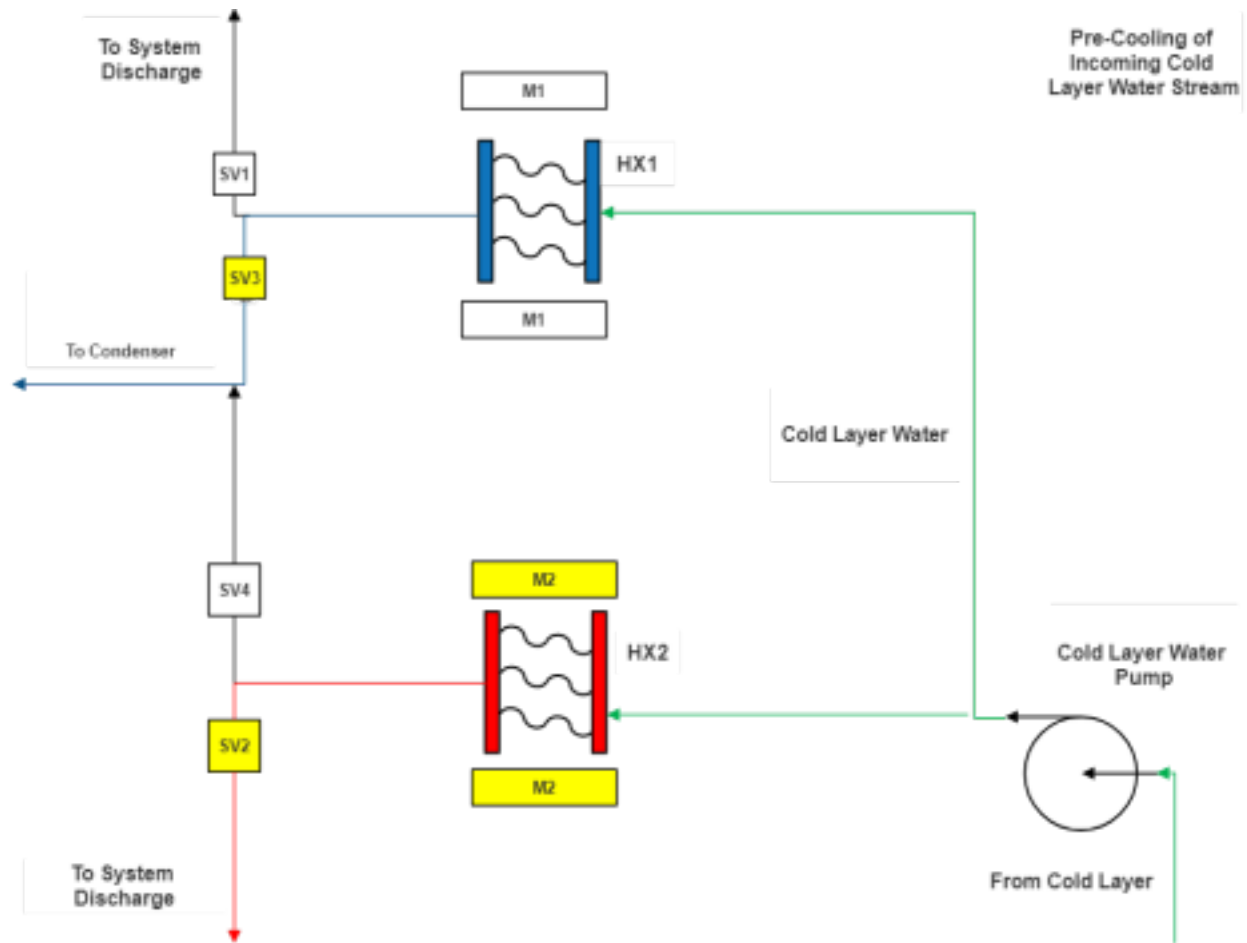 To System
Discharge
Pre-Cooling of
Incoming Cold
Layer Water Stream
M1
SV1
HX1
SV3
M1
To Condenser
Cold Layer Water
SV4
M2
HX2
Cold Layer Water
Pump
SV2
M2
To System
Discharge
From Cold Layer